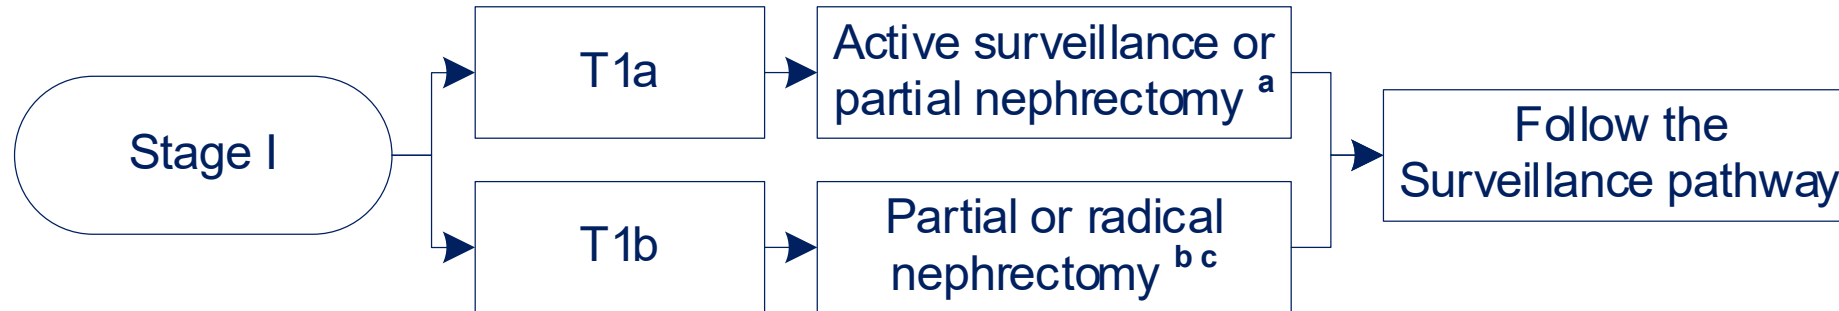 Stage I
T1a
Active surveillance or
partial nephrectomy a
T1b
Partial or radical
nephrectomy b c
Follow the
Surveillance pathway